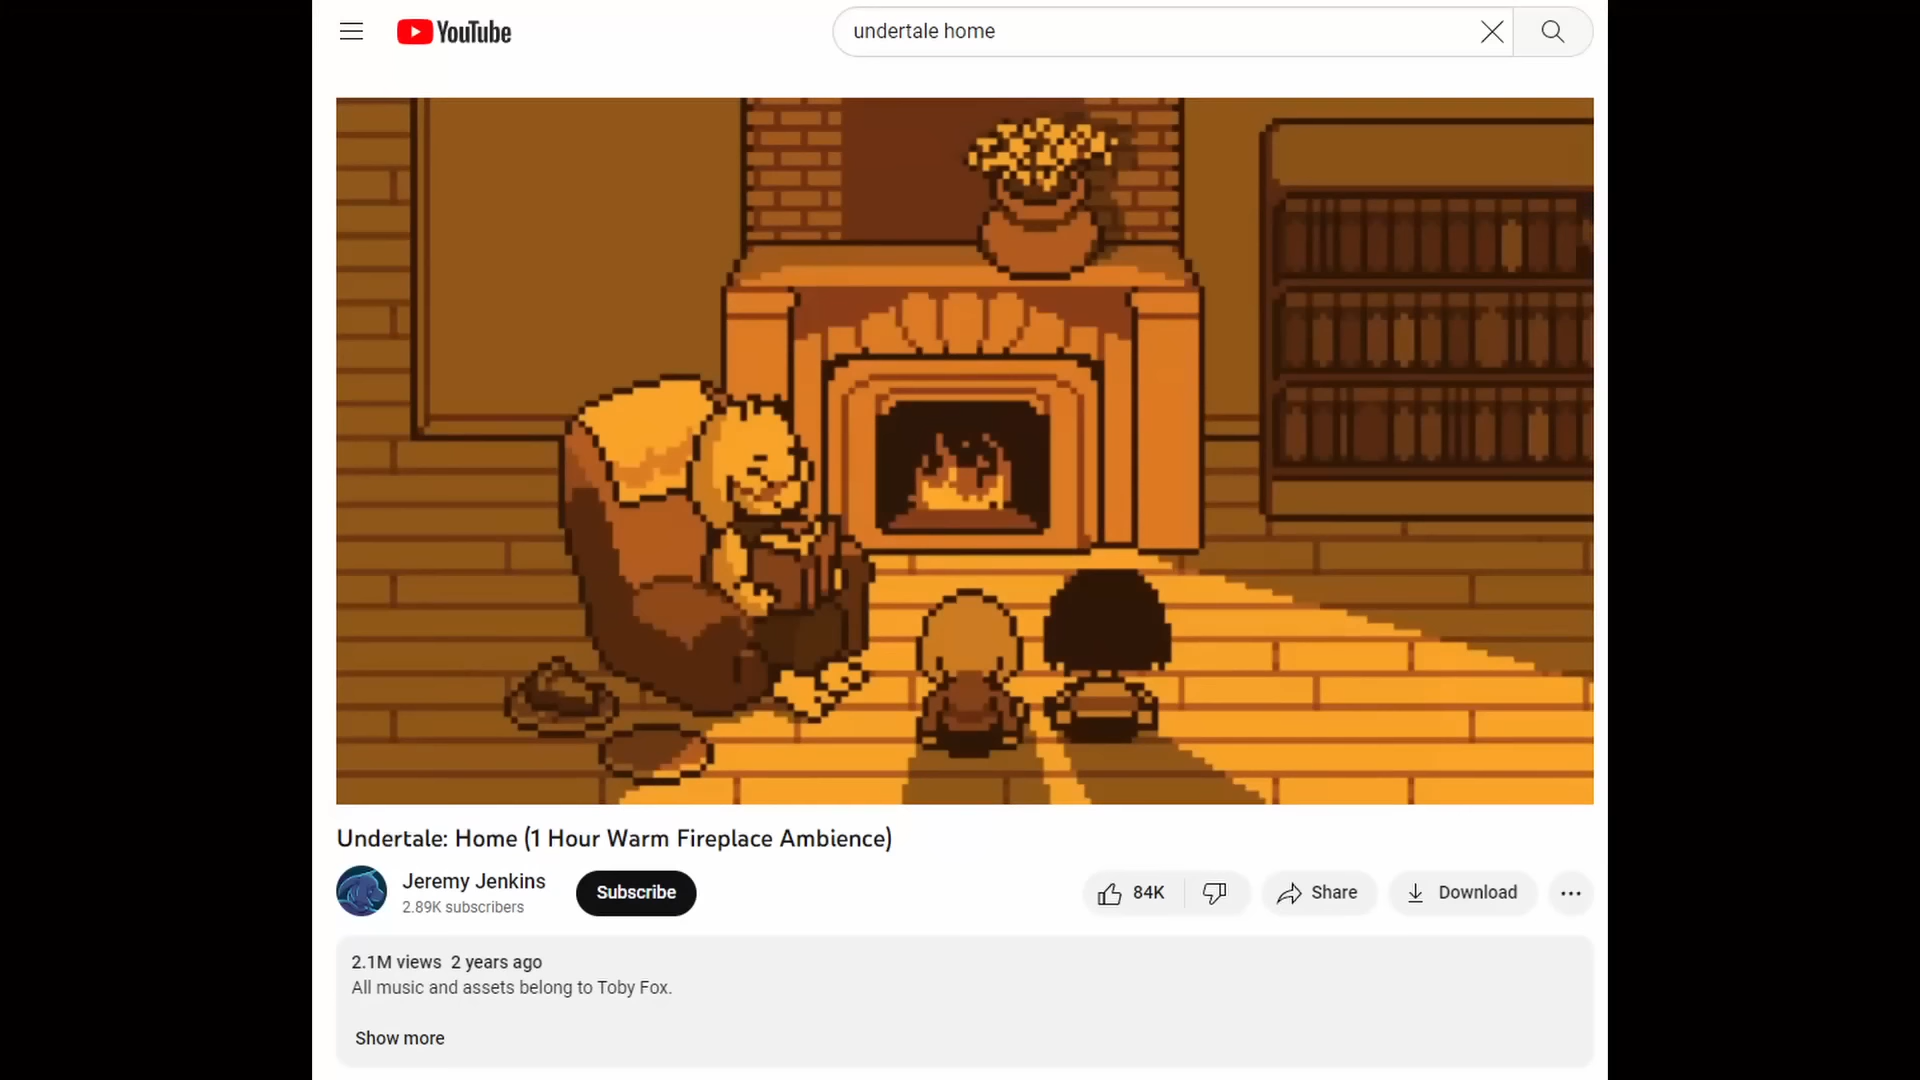 YouTube
undertale home
Undertale: Home (1 Hour Warm Fireplace Ambience)
Jeremy Jenkins
2.89K subscribers
Subscribe
84K
Share
Download
2.1M views 2 years ago
All music and assets belong to Toby Fox.
Show more